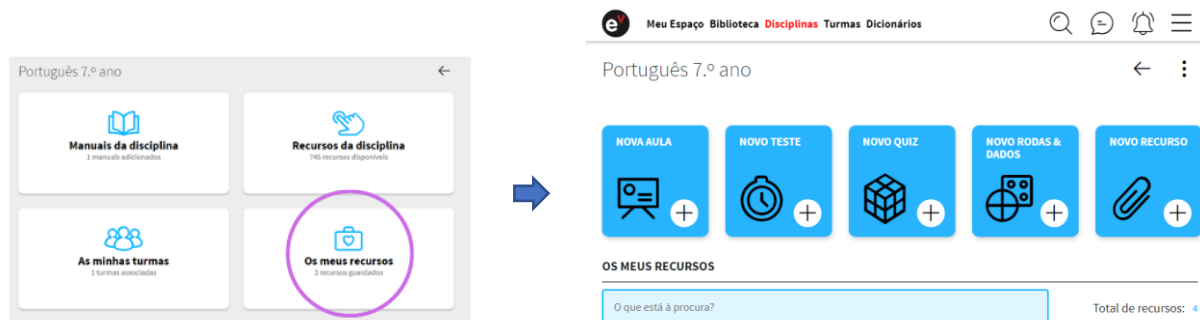 Português 7.º ano
Manuais da disciplina
1 manuais adicionados
Recursos da disciplina
745 recursos disponíveis
As minhas turmas
1 turmas associadas
Os meus recursos
3 recursos guardados
ev Meu Espaço Biblioteca Disciplinas Turmas Dicionários
Português 7.º ano
NOVA AULA
NOVO TESTE
NOVO QUIZ
NOVO RODAS &
DADOS
NOVO RECURSO
OS MEUS RECURSOS
O que está à procura?
Total de recursos: 4